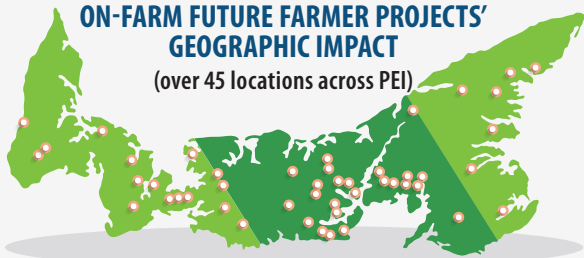 ON-FARM FUTURE FARMER PROJECTS’
GEOGRAPHIC IMPACT
(over 45 locations across PEI)